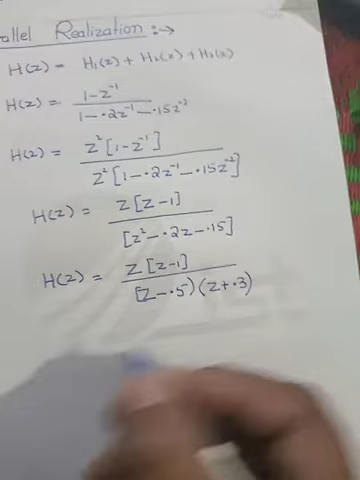 allel Realization :→
H(z) = H₁(z) + H₂(z) + H₃(z)
H(z) = 1-z⁻¹ / 1-.2z⁻¹-.15z⁻²
H(z) = z²[1-z⁻¹] / z²[1-.2z⁻¹-.15z⁻²]
H(z) = z[z-1] / [z²-.2z-.15]
H(z) = z[z-1] / [z-.5)(z+.3)